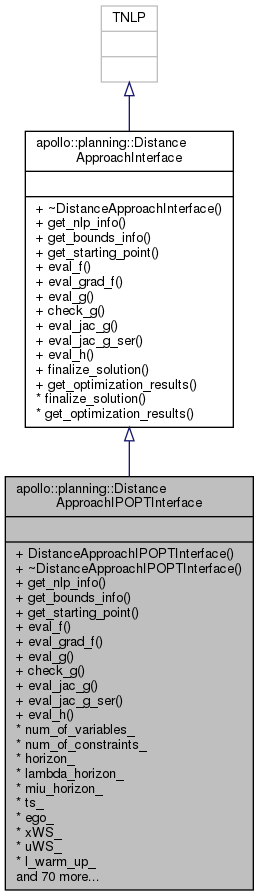 TNLP
apollo::planning::Distance
ApproachInterface
+ ~DistanceApproachInterface()
+ get_nlp_info()
+ get_bounds_info()
+ get_starting_point()
+ eval_f()
+ eval_grad_f()
+ eval_g()
+ check_g()
+ eval_jac_g()
+ eval_jac_g_ser()
+ eval_h()
+ finalize_solution()
+ get_optimization_results()
* finalize_solution()
* get_optimization_results()
apollo::planning::Distance
ApproachIPOPTInterface
+ DistanceApproachIPOPTInterface()
+ ~DistanceApproachIPOPTInterface()
+ get_nlp_info()
+ get_bounds_info()
+ get_starting_point()
+ eval_f()
+ eval_grad_f()
+ eval_g()
+ check_g()
+ eval_jac_g()
+ eval_jac_g_ser()
+ eval_h()
* num_of_variables_
* num_of_constraints_
* horizon_
* lambda_horizon_
* miu_horizon_
* ts_
* ego_
* xWS_
* uWS_
* l_warm_up_
and 70 more...